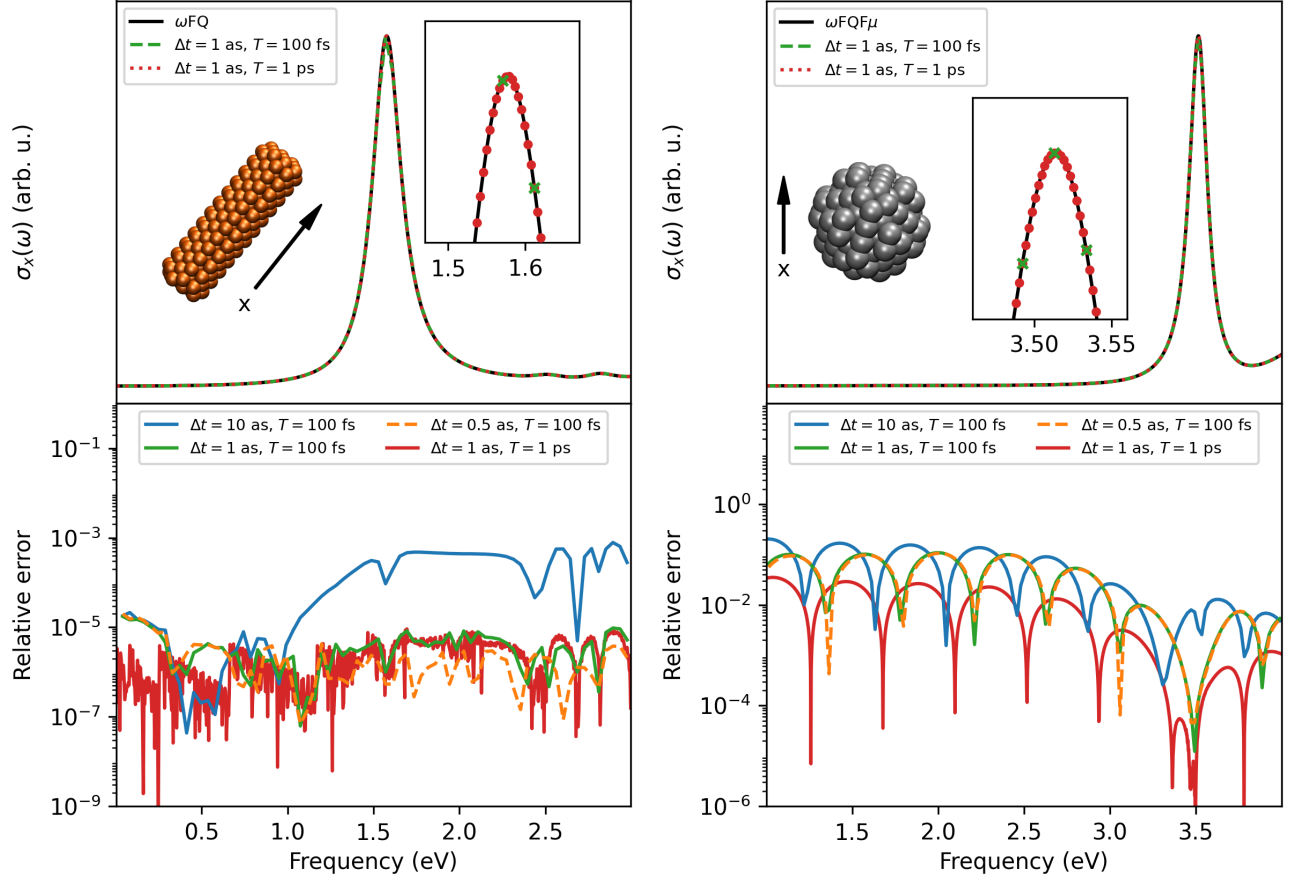 ωFQ
Δt = 1 as, T = 100 fs
Δt = 1 as, T = 1 ps
σx(ω) (arb. u.)
x
1.5 1.6
ωFQFμ
Δt = 1 as, T = 100 fs
Δt = 1 as, T = 1 ps
σx(ω) (arb. u.)
x
3.50 3.55
Δt = 10 as, T = 100 fs
Δt = 1 as, T = 100 fs
Δt = 0.5 as, T = 100 fs
Δt = 1 as, T = 1 ps
Relative error
10⁻¹
10⁻³
10⁻⁵
10⁻⁷
10⁻⁹
0.5 1.0 1.5 2.0 2.5
Frequency (eV)
Δt = 10 as, T = 100 fs
Δt = 1 as, T = 100 fs
Δt = 0.5 as, T = 100 fs
Δt = 1 as, T = 1 ps
Relative error
10⁰
10⁻²
10⁻⁴
10⁻⁶
1.5 2.0 2.5 3.0 3.5
Frequency (eV)